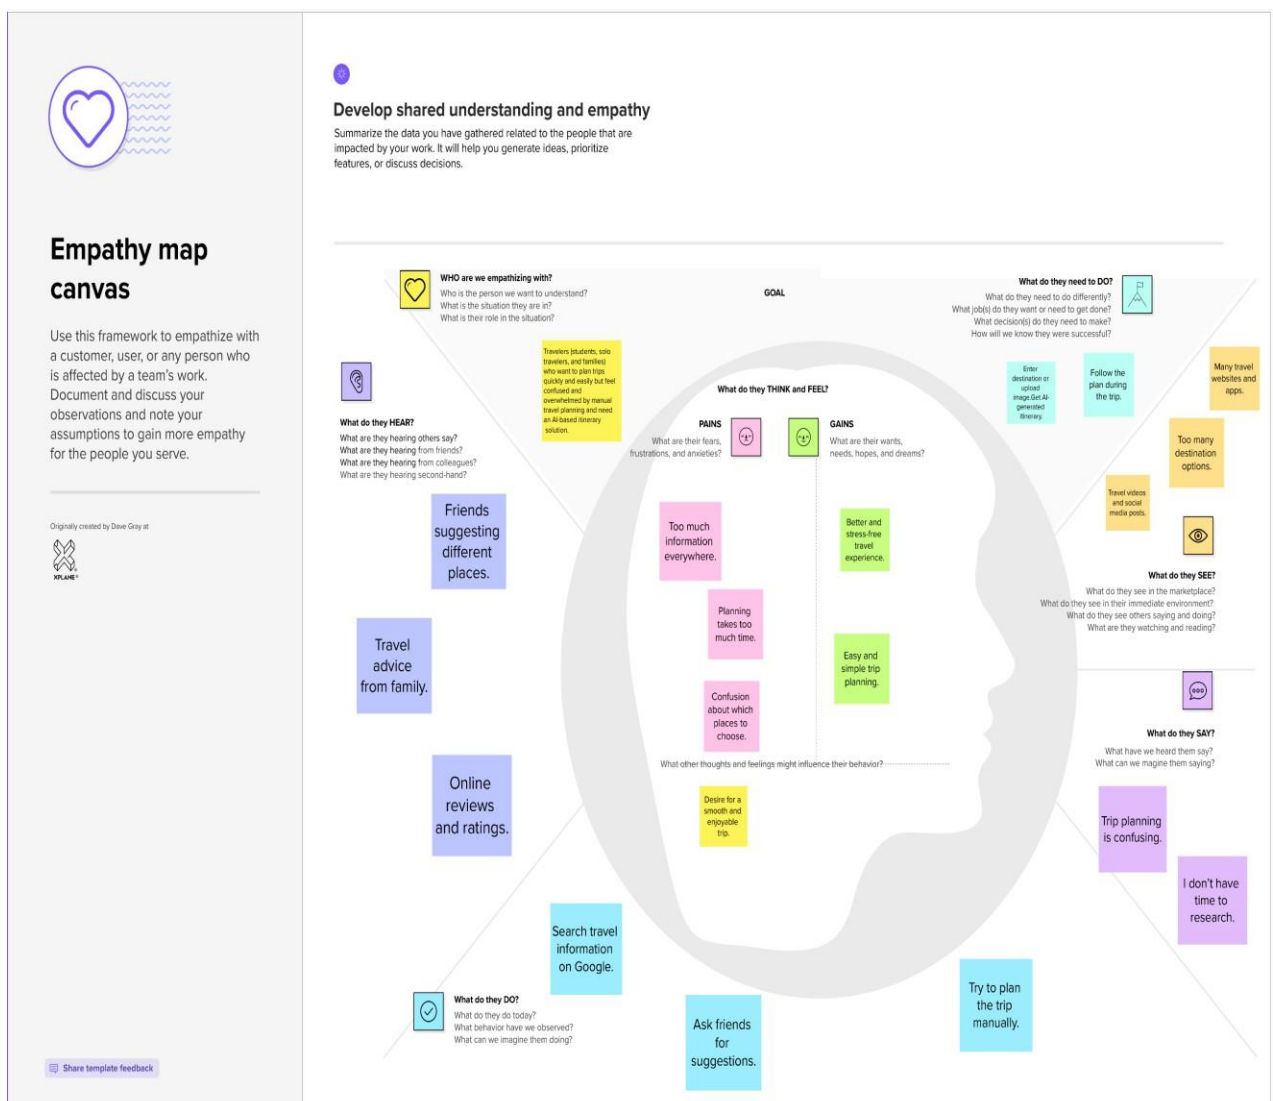 Empathy map
canvas
Use this framework to empathize with
a customer, user, or any person who
is affected by a team's work.
Document and discuss your
observations and note your
assumptions to gain more empathy
for the people you serve.
Originally created by Dave Gray at
XPLANE
Share template feedback
Develop shared understanding and empathy
Summarize the data you have gathered related to the people that are
impacted by your work. It will help you generate ideas, prioritize
features, or discuss decisions.
WHO are we empathizing with?
Who is the person we want to understand?
What is the situation they are in?
What is their role in the situation?
GOAL
What do they need to DO?
What do they need to do differently?
What job(s) do they want or need to get done?
What decision(s) do they need to make?
How will we know they were successful?
Travelers (students, solo
travelers, and families)
who want to plan trips
quickly and easily but feel
confused and
overwhelmed by manual
travel planning and need
an AI-based itinerary
solution.
Enter
destination or
upload
image.Get AI-
generated
itinerary.
Follow the
plan during
the trip.
Many travel
websites and
apps.
Too many
destination
options.
Travel videos
and social
media posts.
What do they SEE?
What do they see in the marketplace?
What do they see in their immediate environment?
What do they see others saying and doing?
What are they watching and reading?
What do they HEAR?
What are they hearing others say?
What are they hearing from friends?
What are they hearing from colleagues?
What are they hearing second-hand?
Friends
suggesting
different
places.
Travel
advice
from family.
Online
reviews
and ratings.
What do they THINK and FEEL?
PAINS
What are their fears,
frustrations, and anxieties?
GAINS
What are their wants,
needs, hopes, and dreams?
Too much
information
everywhere.
Planning
takes too
much time.
Confusion
about which
places to
choose.
Better and
stress-free
travel
experience.
Easy and
simple trip
planning.
What other thoughts and feelings might influence their behavior?
Desire for a
smooth and
enjoyable
trip.
What do they SAY?
What have we heard them say?
What can we magine them saying?
Trip planning
is confusing.
I don't have
time to
research.
What do they DO?
What do they do today?
What behavior have we observed?
What can we imagine them doing?
Search travel
information
on Google.
Ask friends
for
suggestions.
Try to plan
the trip
manually.